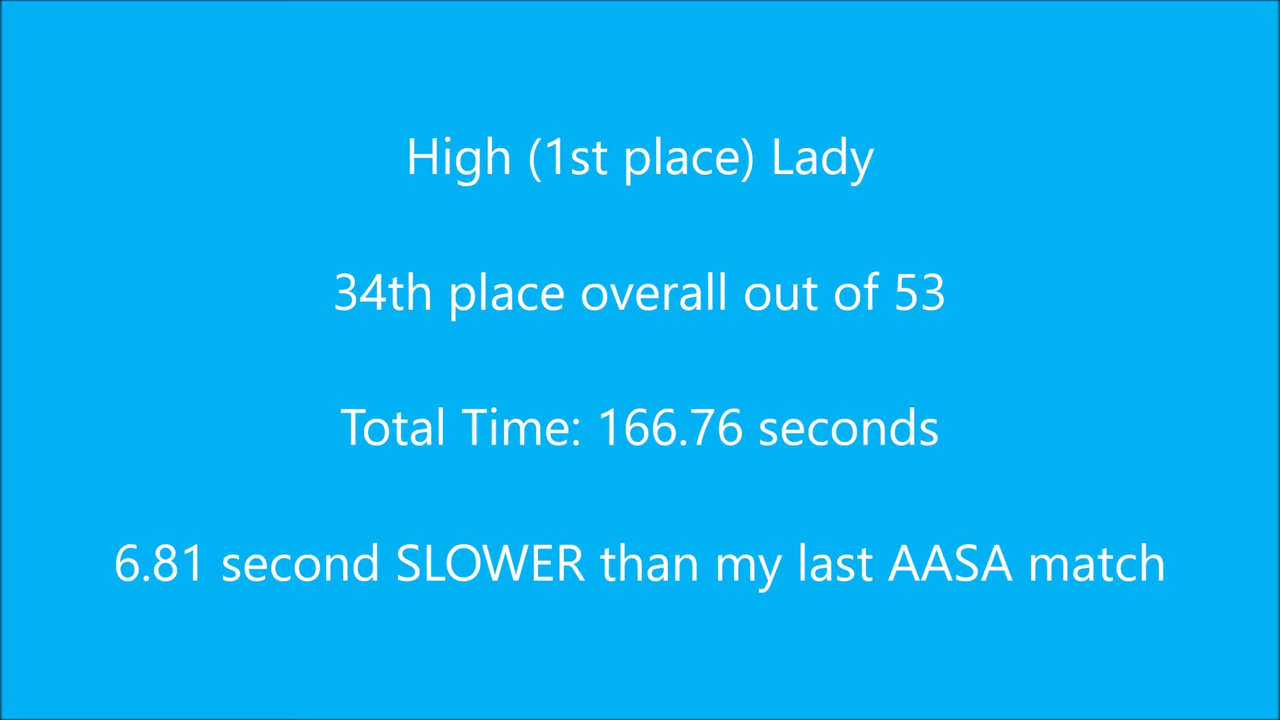 High (1st place) Lady
34th place overall out of 53
Total Time: 166.76 seconds
6.81 second SLOWER than my last AASA match